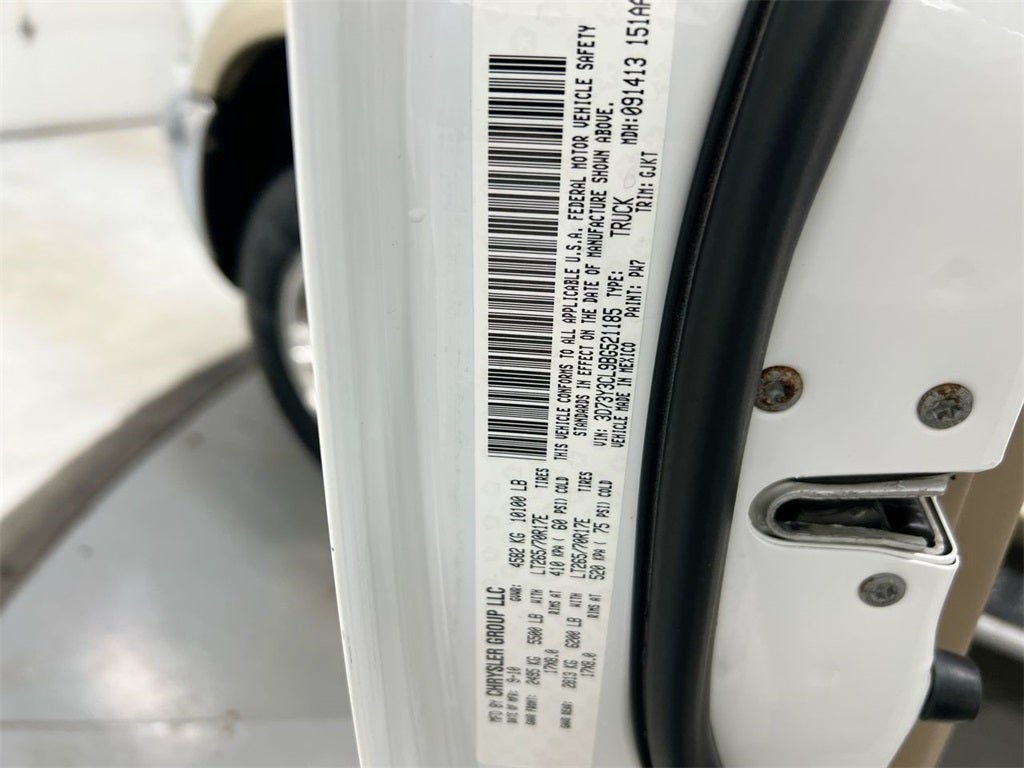 MFD BY CHRYSLER GROUP LLC
DATE OF MFR: 9-10 GVWR: 4582 KG 10100 LB
GAWR FRONT: 2495 KG 5500 LB WITH LT265/70R17E TIRES
17X8.0 RIMS AT 410 KPA ( 60 PSI) COLD
GAWR REAR: 2813 KG 6200 LB WITH LT265/70R17E TIRES
17X8.0 RIMS AT 520 KPA ( 75 PSI) COLD
THIS VEHICLE CONFORMS TO ALL APPLICABLE U.S.A. FEDERAL MOTOR VEHICLE SAFETY
STANDARDS IN EFFECT ON THE DATE OF MANUFACTURE SHOWN ABOVE.
VIN: 3D73Y3CL9BG521185 TYPE: TRUCK MDH:091413 151AA
VEHICLE MADE IN MEXICO PAINT: PW7 TRIM: GJKT